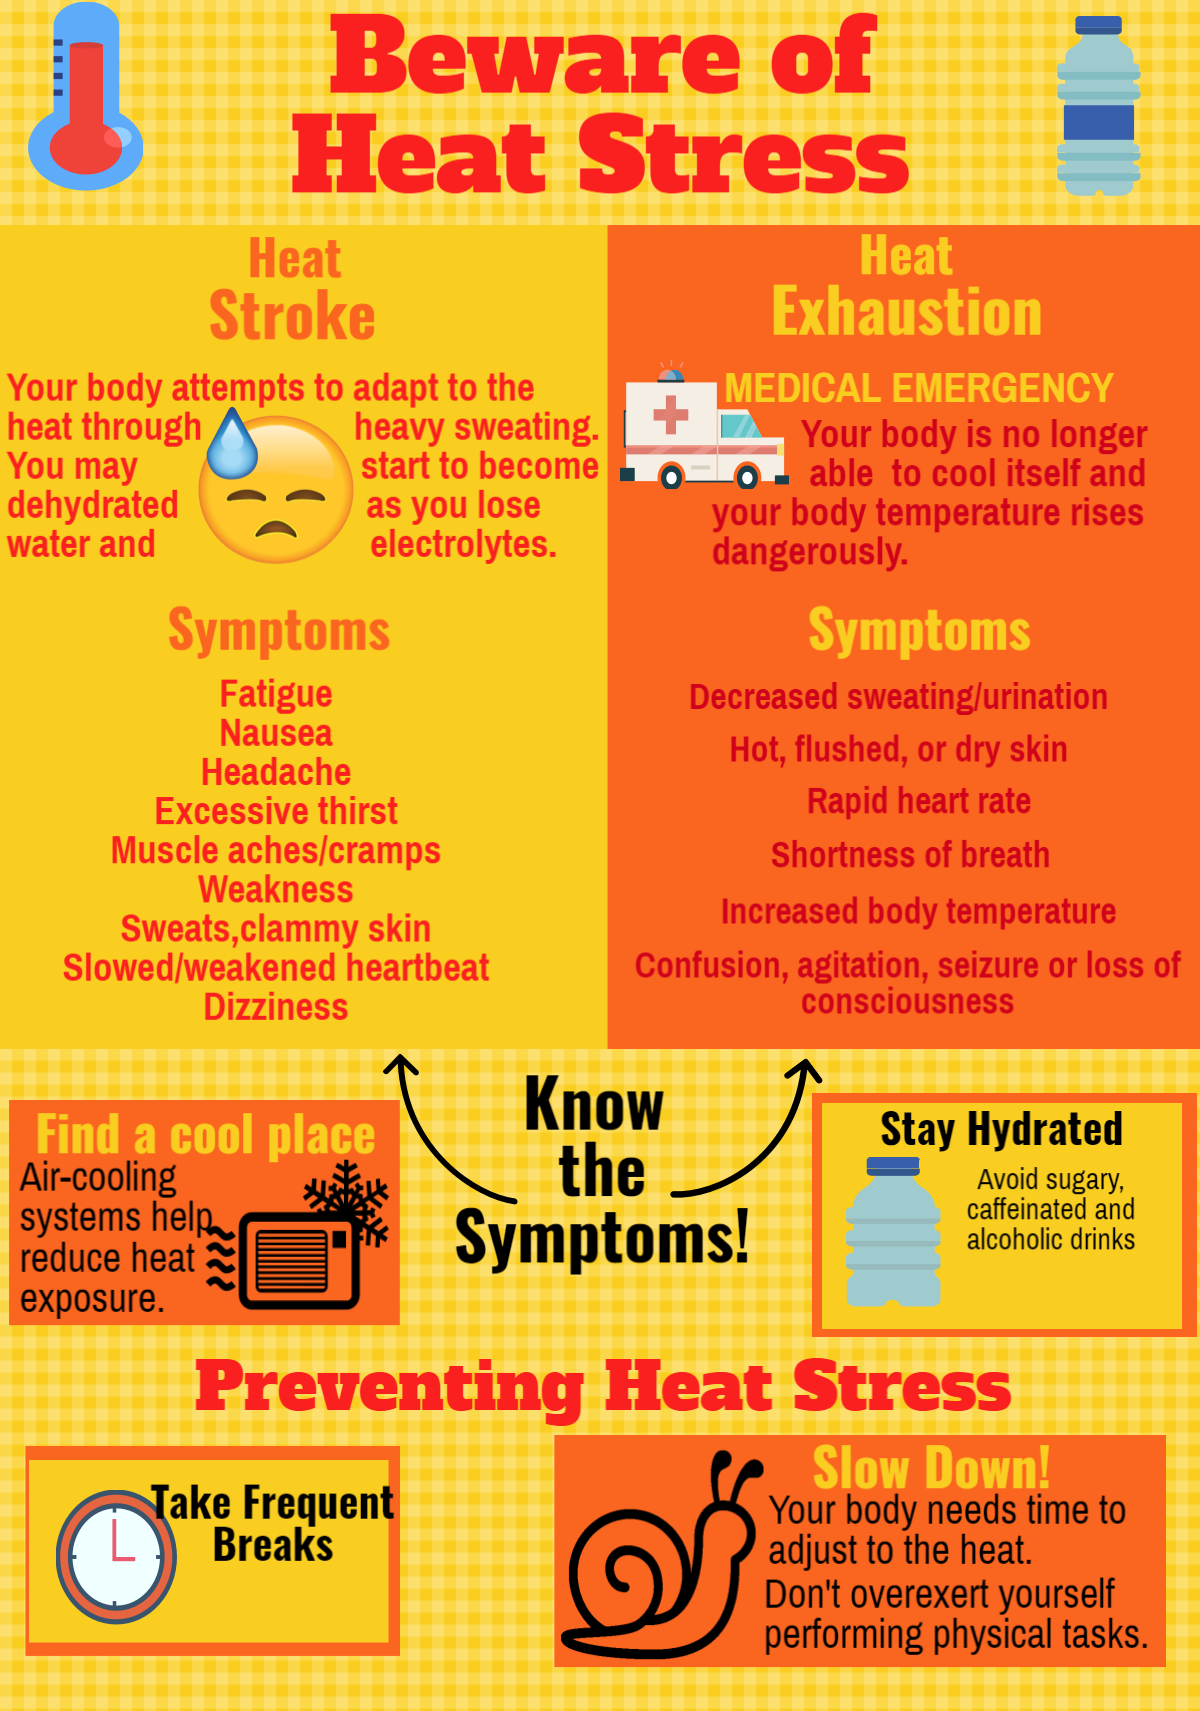 Beware of
Heat Stress
Heat
Stroke
Your body attempts to adapt to the
heat through heavy sweating.
You may start to become
dehydrated as you lose
water and electrolytes.
Symptoms
Fatigue
Nausea
Headache
Excessive thirst
Muscle aches/cramps
Weakness
Sweats,clammy skin
Slowed/weakened heartbeat
Dizziness
Heat
Exhaustion
MEDICAL EMERGENCY
Your body is no longer
able to cool itself and
your body temperature rises
dangerously.
Symptoms
Decreased sweating/urination
Hot, flushed, or dry skin
Rapid heart rate
Shortness of breath
Increased body temperature
Confusion, agitation, seizure or loss of
consciousness
Know
the
Symptoms!
Find a cool place
Air-cooling
systems help
reduce heat
exposure.
Stay Hydrated
Avoid sugary,
caffeinated and
alcoholic drinks
Preventing Heat Stress
Take Frequent
Breaks
Slow Down!
Your body needs time to
adjust to the heat.
Don't overexert yourself
performing physical tasks.